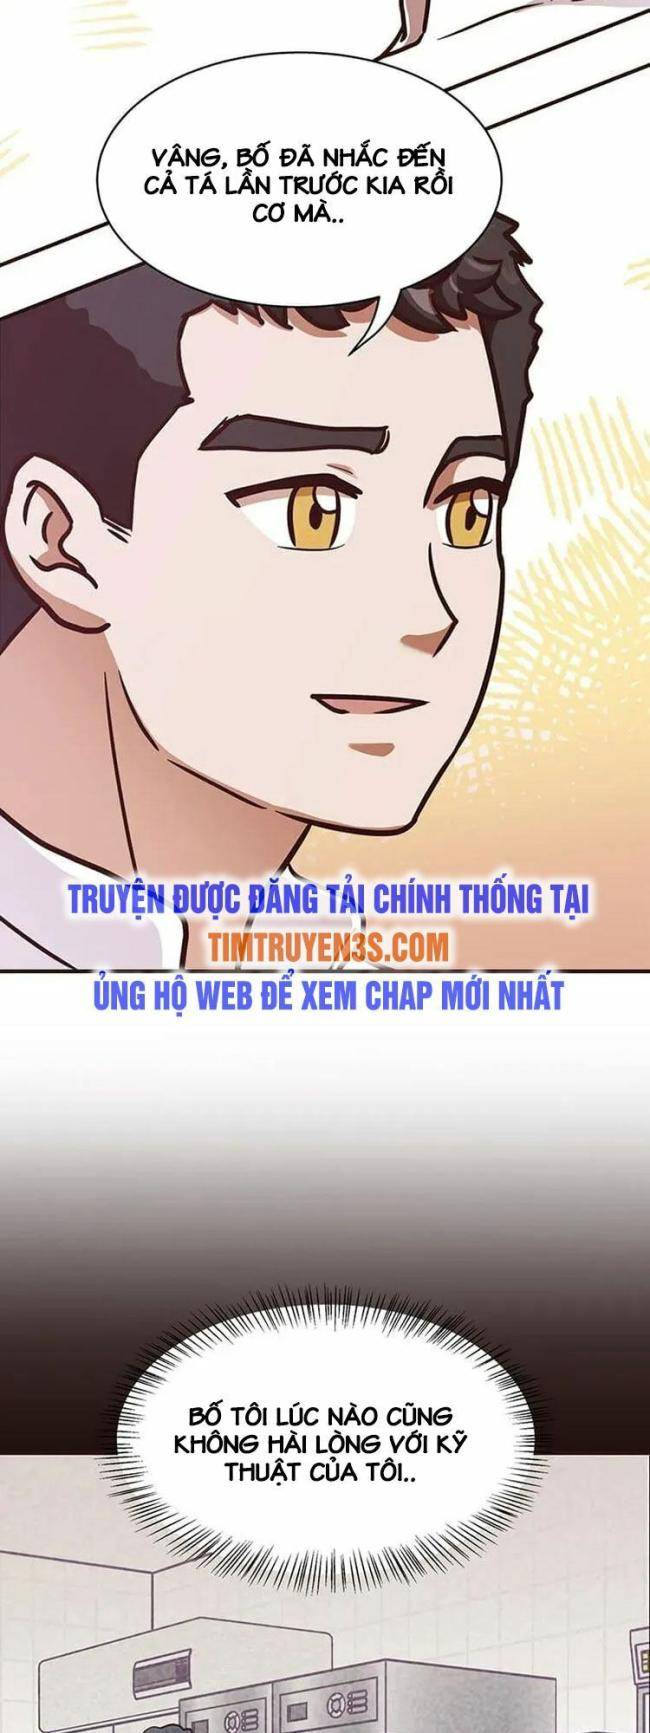 VÂNG, BỐ ĐÃ NHẮC ĐẾN
CẢ TÁ LẦN TRƯỚC KIA RỒI
CƠ MÀ..
TRUYỆN ĐƯỢC ĐĂNG TẢI CHÍNH THỐNG TẠI
TIMTRUYEN3S.COM
ỦNG HỘ WEB ĐỂ XEM CHAP MỚI NHẤT
BỐ TÔI LÚC NÀO CŨNG
KHÔNG HÀI LÒNG VỚI KỸ
THUẬT CỦA TÔI..